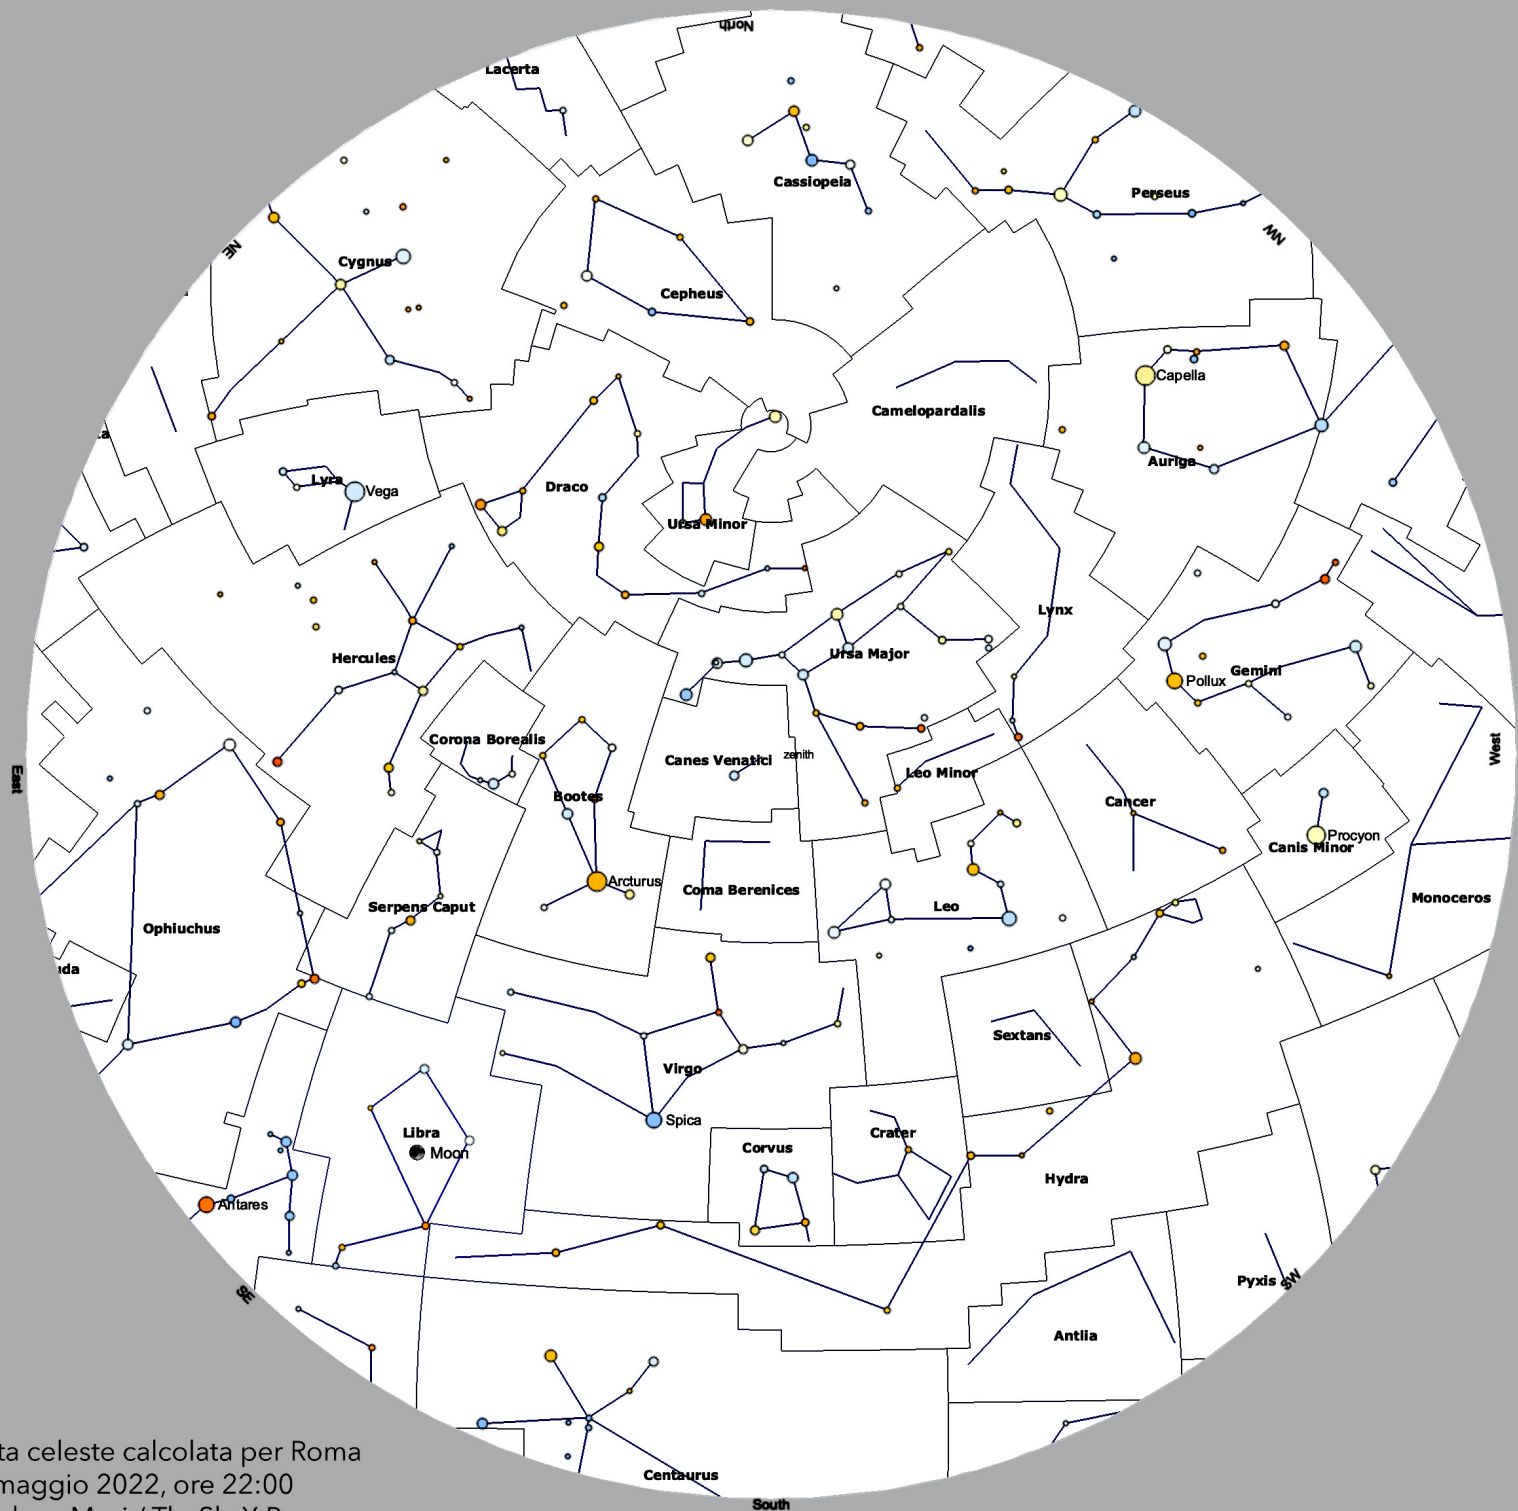 North
Lacerta
Cassiopeia
Perseus
NW
NE
Cygnus
Cepheus
Capella
Camelopardalis
Auriga
Lyra
Vega
Draco
Ursa Minor
Lynx
Ursa Major
Hercules
Gemini
Pollux
Corona Borealis
Canes Venatici
zenith
West
East
Leo Minor
Bootes
Cancer
Procyon
Canis Minor
Arcturus
Coma Berenices
Monoceros
Serpens Caput
Leo
Ophiuchus
uda
Sextans
Virgo
Spica
Libra
Moon
Crater
Corvus
Hydra
Antares
Pyxis
SW
SE
Antlia
Centaurus
South
ta celeste calcolata per Roma
maggio 2022, ore 22:00